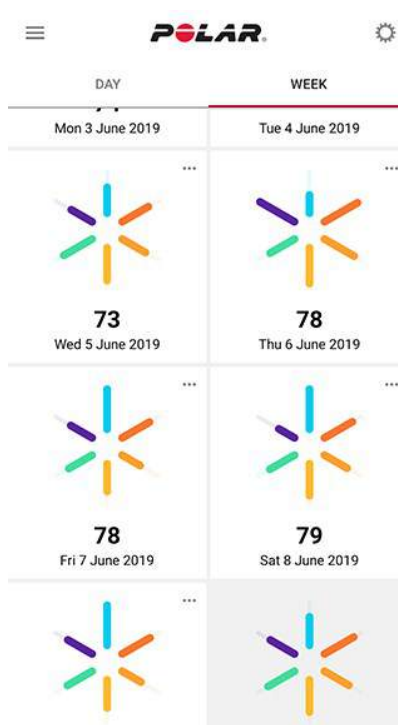 POLAR
DAY WEEK
Mon 3 June 2019 Tue 4 June 2019
73 78
Wed 5 June 2019 Thu 6 June 2019
78 79
Fri 7 June 2019 Sat 8 June 2019